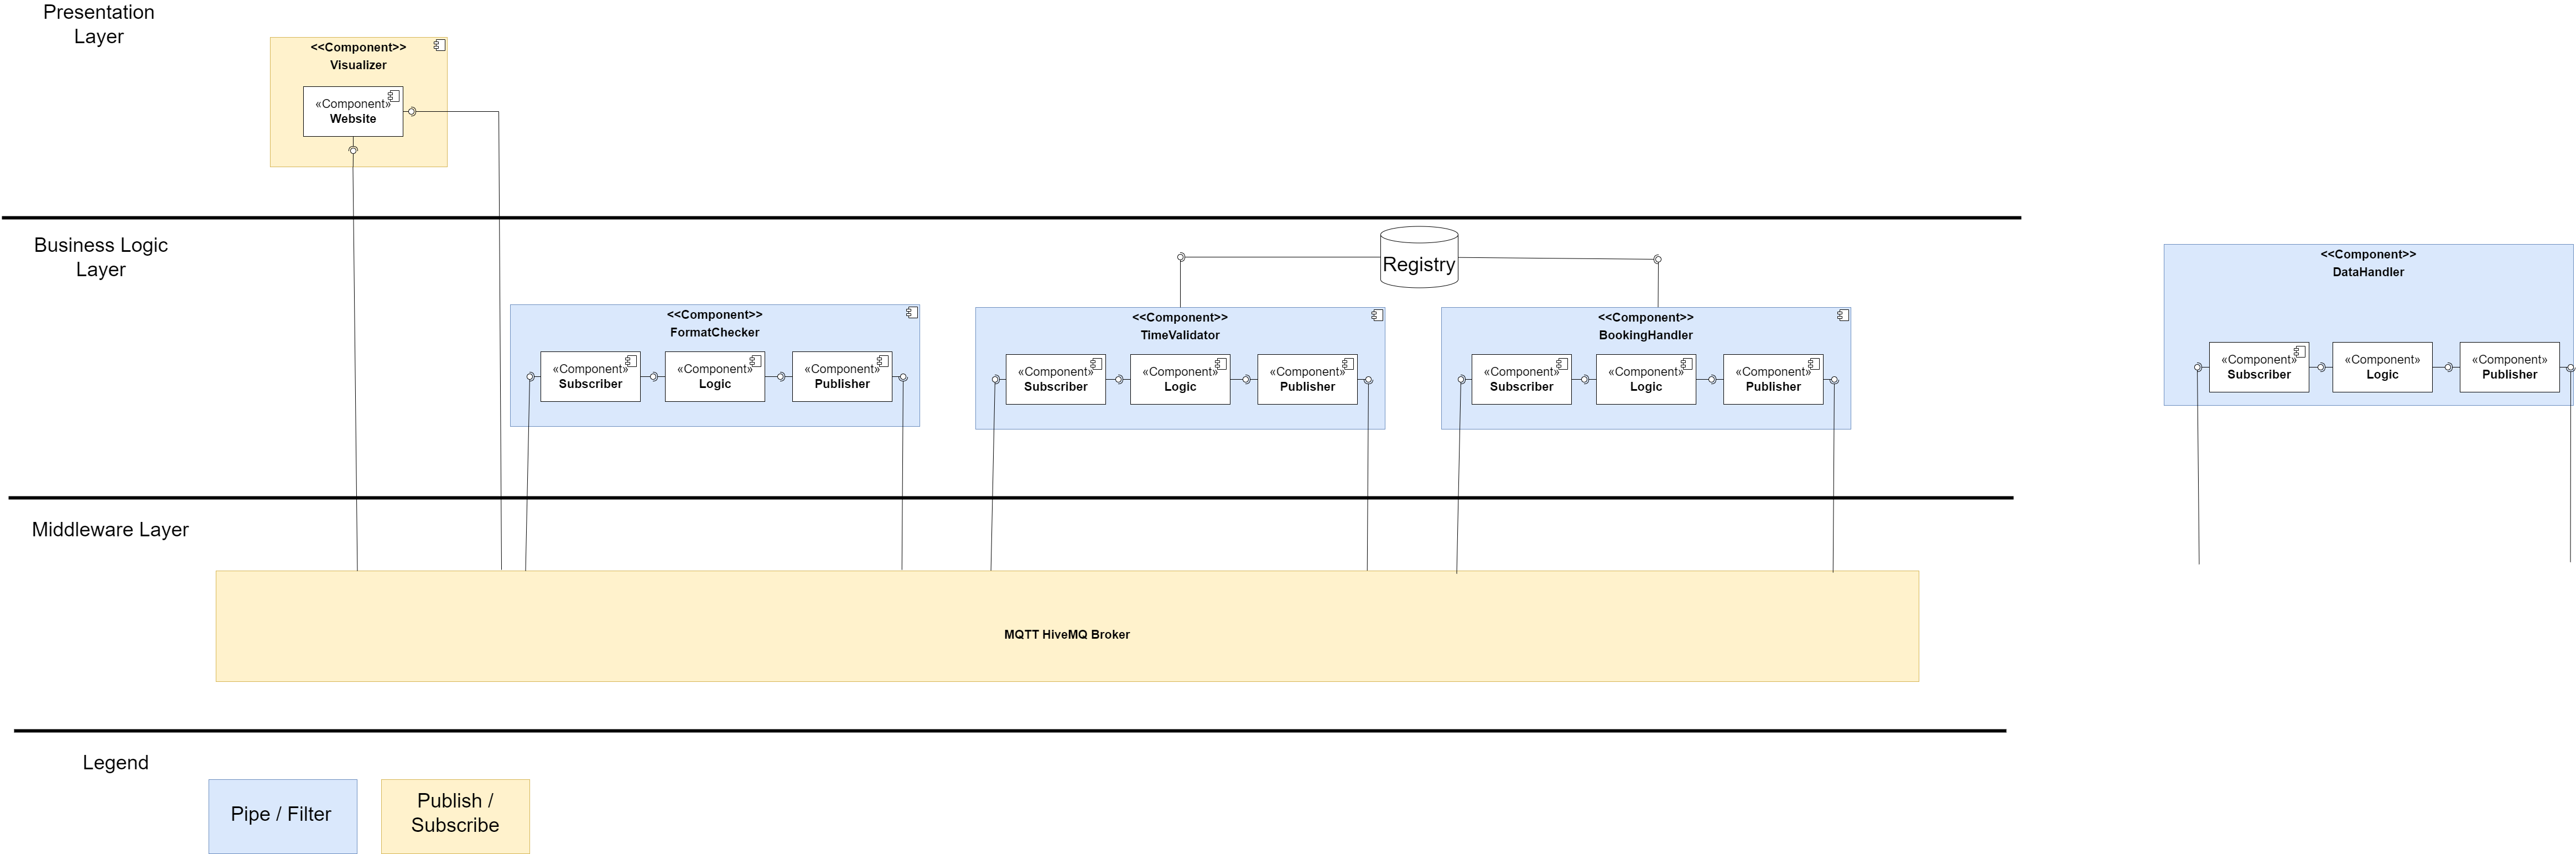 Presentation
Layer
<<Component>>
Visualizer
«Component»
Website
Business Logic
Layer
Registry
<<Component>>
FormatChecker
«Component»
Subscriber
«Component»
Logic
«Component»
Publisher
<<Component>>
TimeValidator
«Component»
Subscriber
«Component»
Logic
«Component»
Publisher
<<Component>>
BookingHandler
«Component»
Subscriber
«Component»
Logic
«Component»
Publisher
<<Component>>
DataHandler
«Component»
Subscriber
«Component»
Logic
«Component»
Publisher
Middleware Layer
MQTT HiveMQ Broker
Legend
Pipe / Filter
Publish /
Subscribe